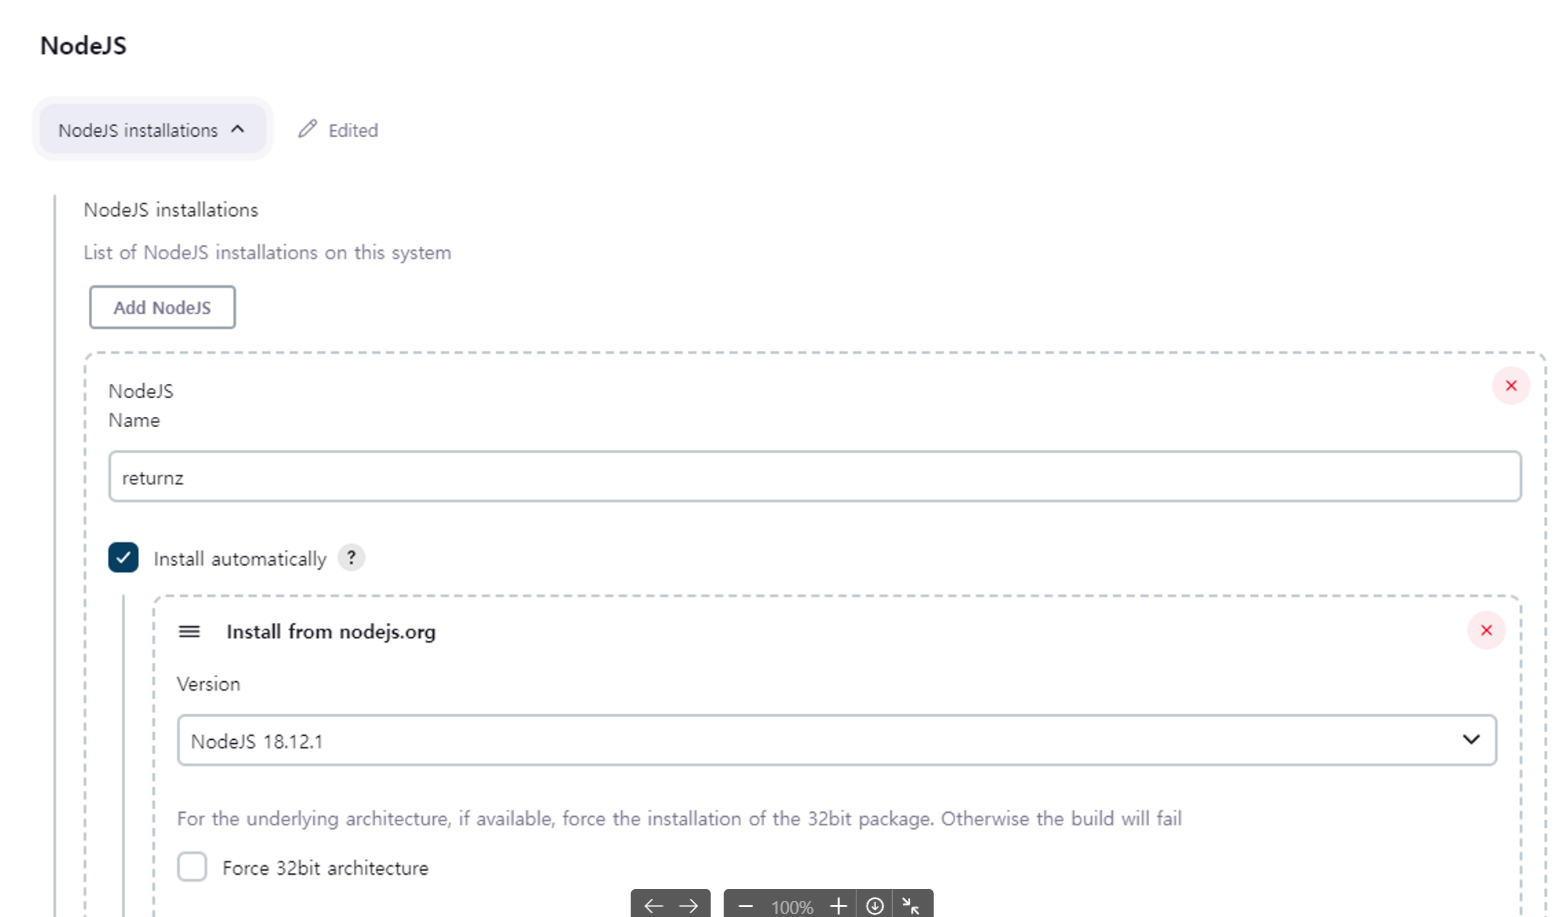 NodeJS
NodeJS installations
Edited
NodeJS installations
List of NodeJS installations on this system
Add NodeJS
NodeJS
Name
returnz
Install automatically ?
Install from nodejs.org
Version
NodeJS 18.12.1
For the underlying architecture, if available, force the installation of the 32bit package. Otherwise the build will fail
Force 32bit architecture
100%